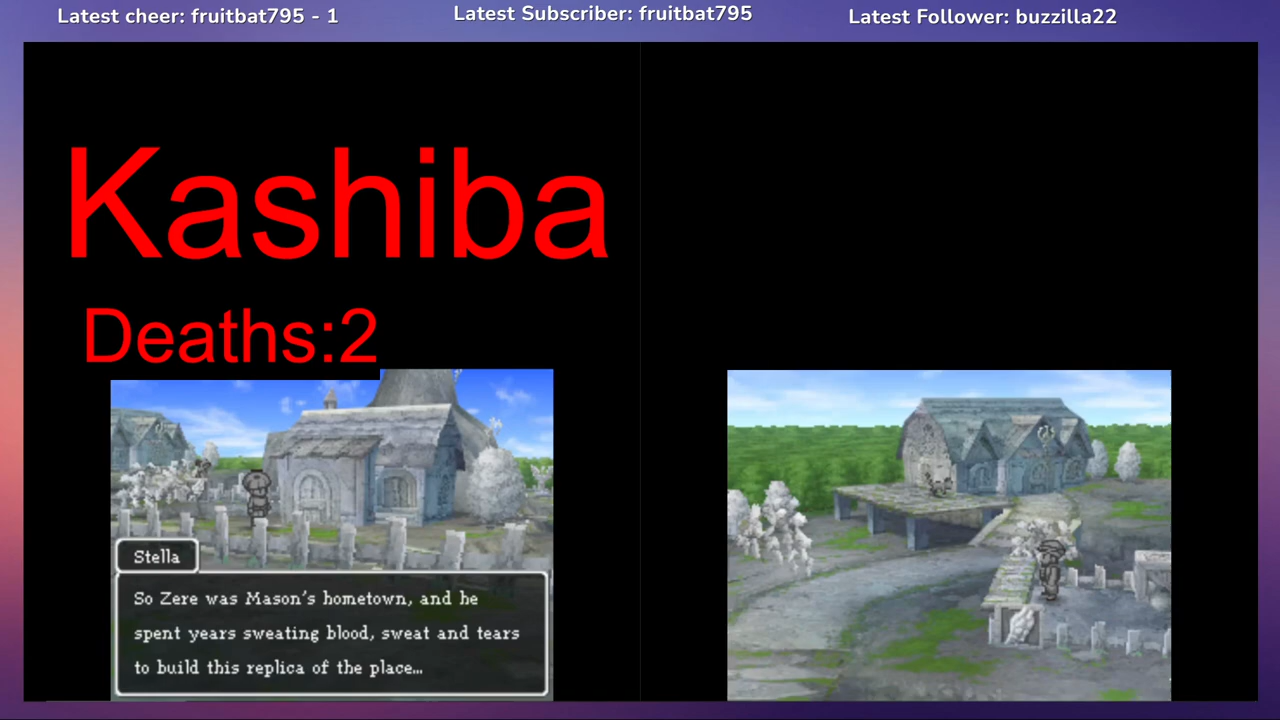 Latest cheer: fruitbat795 - 1
Latest Subscriber: fruitbat795
Latest Follower: buzzilla22
Kashiba
Deaths:2
Stella
So Zere was Mason's hometown, and he
spent years sweating blood, sweat and tears
to build this replica of the place...